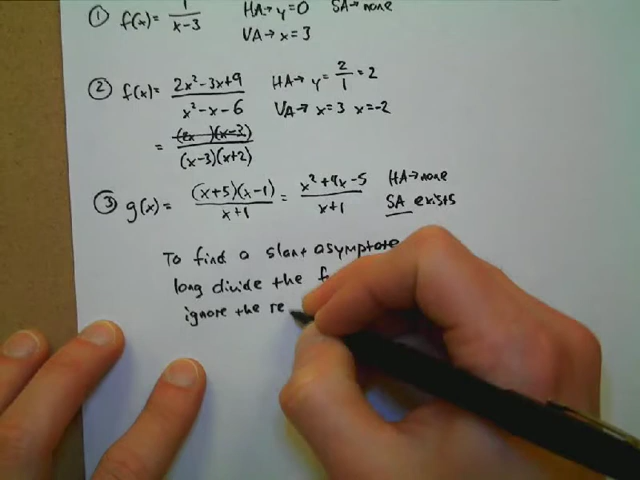 ① f(x) = 1/(x-3) HA→ y=0 SA→ none
VA→ x=3
② f(x) = (2x²-3x+9)/(x²-x-6) HA→ y= 2/1 = 2
VA→ x=3 x=-2
= (x-3)/((x-3)(x+2))
③ g(x) = ((x+5)(x-1))/(x+1) = (x²+4x-5)/(x+1) HA→ none
SA exists
To find a slant asymptote
long divide the f
ignore the re